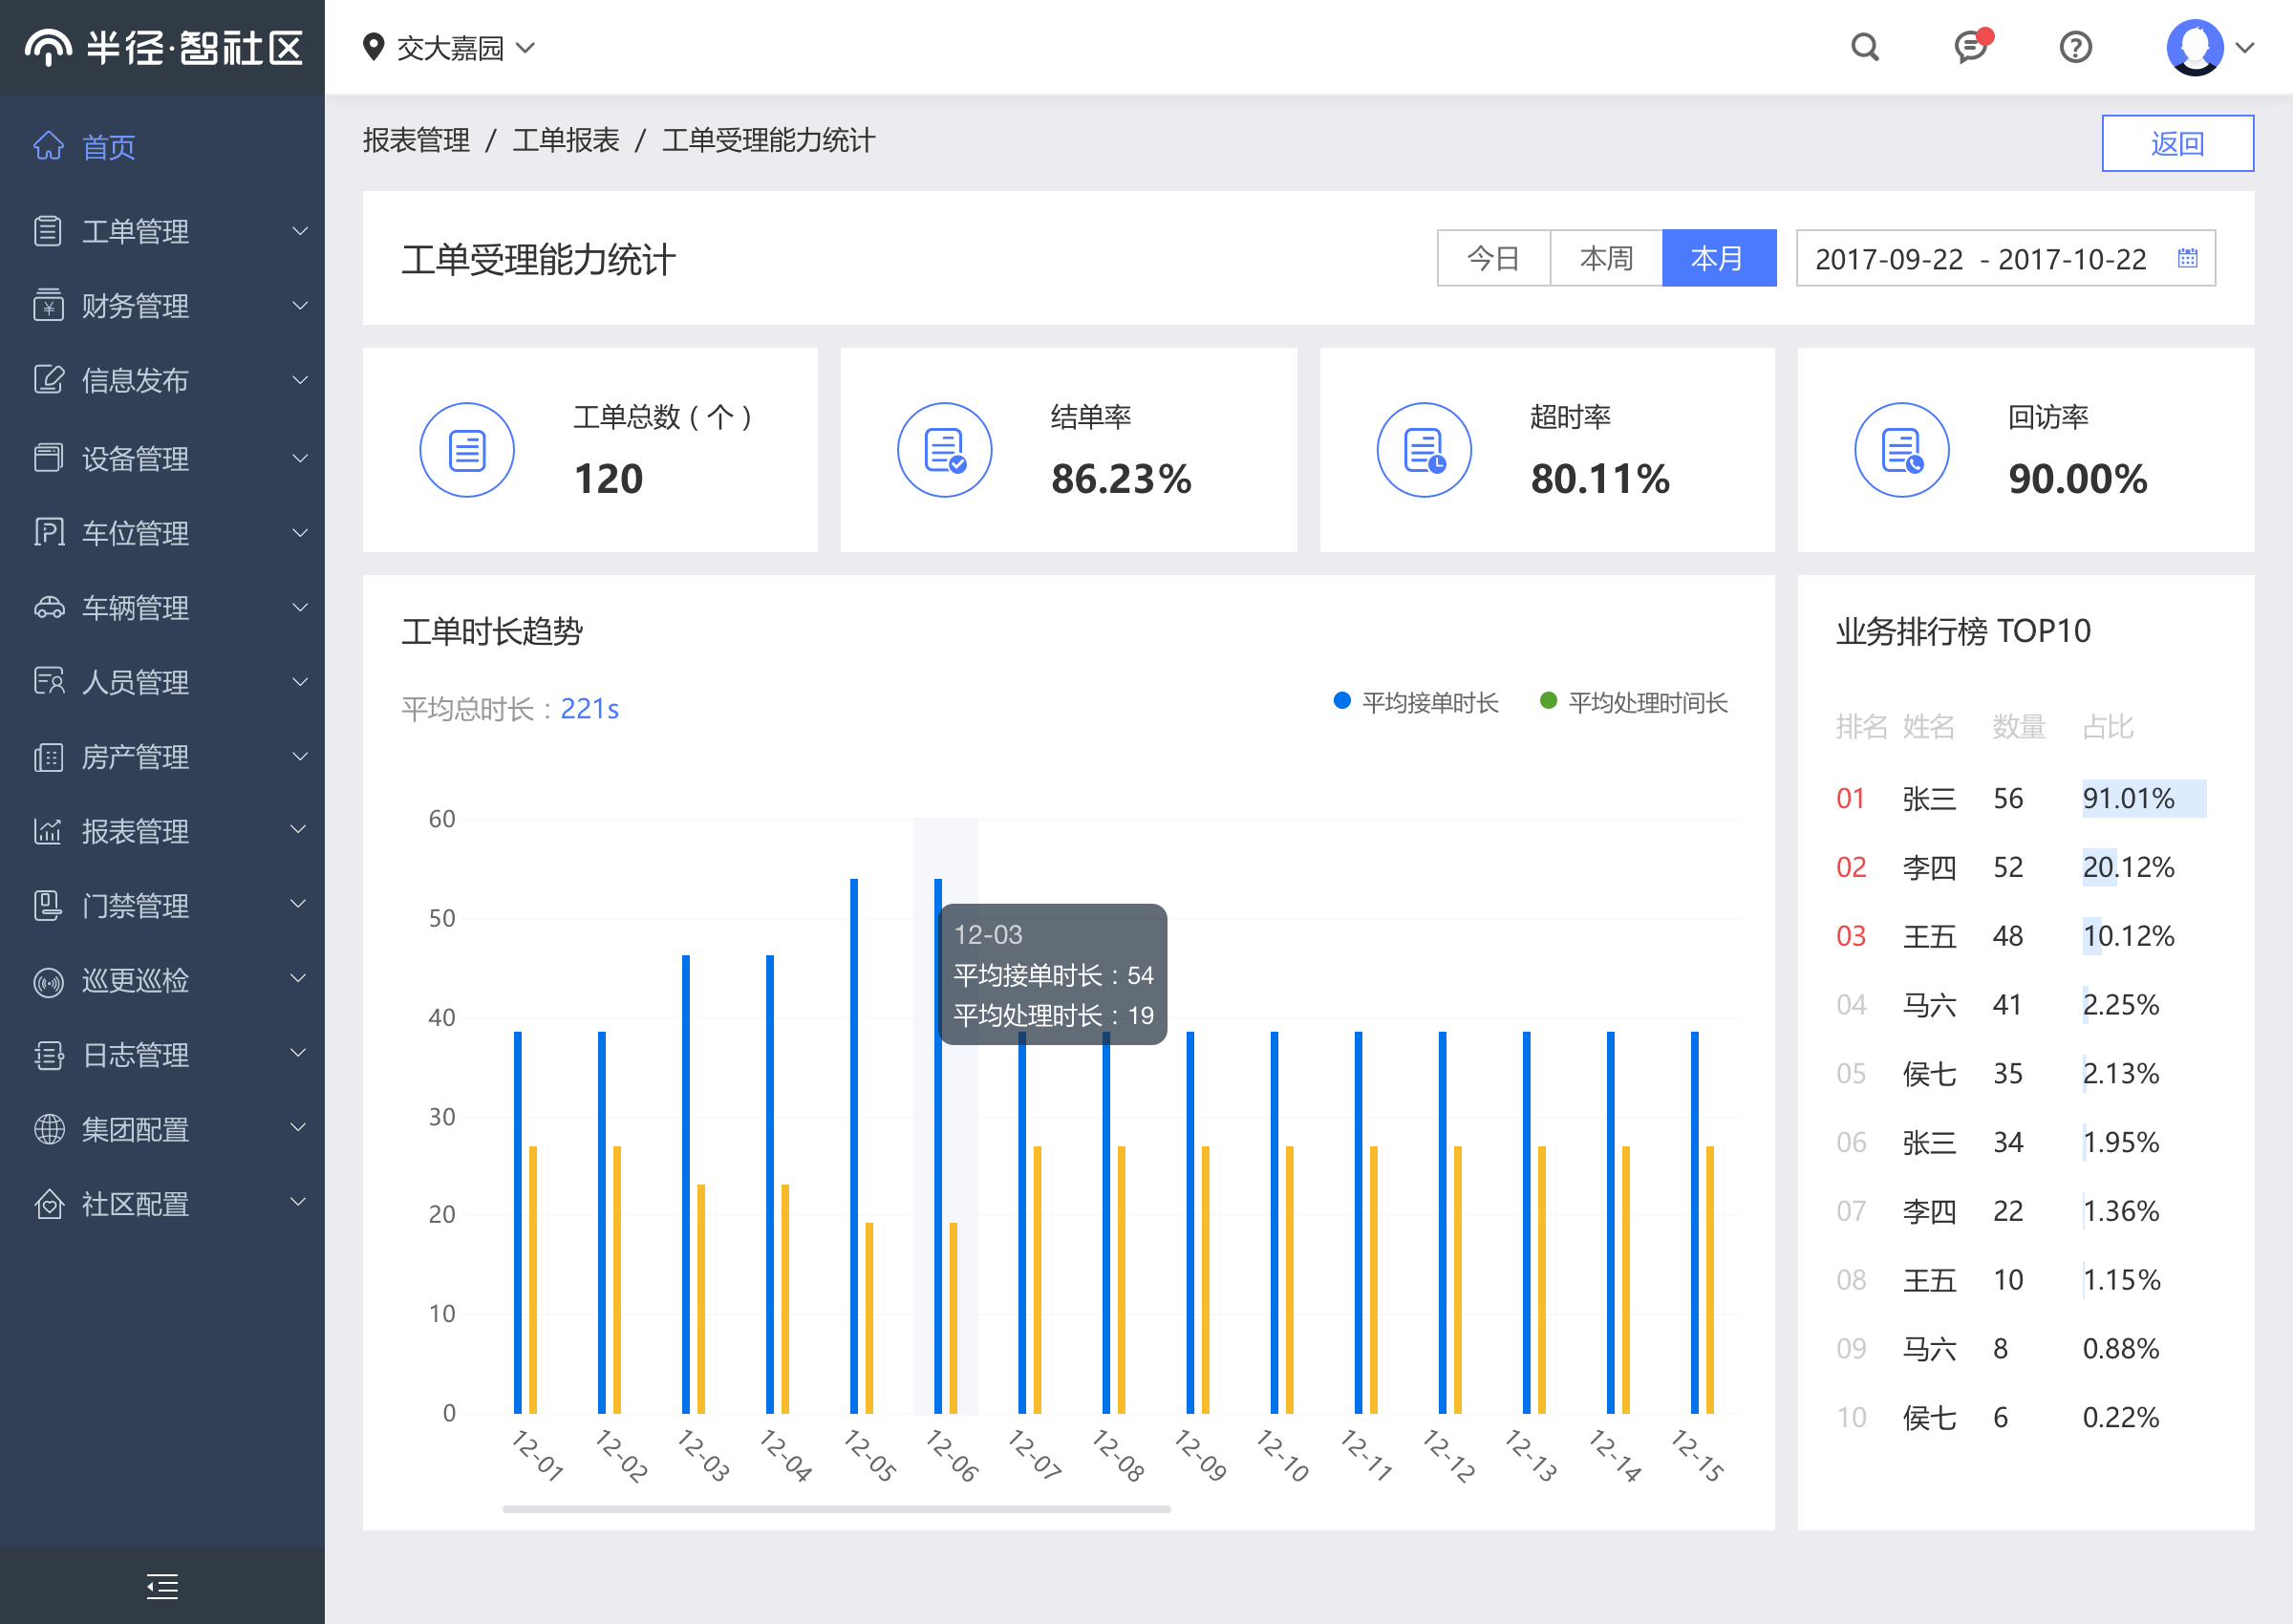 半径·智社区
交大嘉园
首页
工单管理
财务管理
信息发布
设备管理
车位管理
车辆管理
人员管理
房产管理
报表管理
门禁管理
巡更巡检
日志管理
集团配置
社区配置
报表管理 / 工单报表 / 工单受理能力统计
返回
工单受理能力统计
今日 本周 本月 2017-09-22 - 2017-10-22
工单总数(个)
120
结单率
86.23%
超时率
80.11%
回访率
90.00%
工单时长趋势
平均总时长:221s
平均接单时长 平均处理时间长
60
50
40
30
20
10
0
12-03
平均接单时长:54
平均处理时长:19
12-01 12-02 12-03 12-04 12-05 12-06 12-07 12-08 12-09 12-10 12-11 12-12 12-13 12-14 12-15
业务排行榜 TOP10
排名 姓名 数量 占比
01 张三 56 91.01%
02 李四 52 20.12%
03 王五 48 10.12%
04 马六 41 2.25%
05 侯七 35 2.13%
06 张三 34 1.95%
07 李四 22 1.36%
08 王五 10 1.15%
09 马六 8 0.88%
10 侯七 6 0.22%